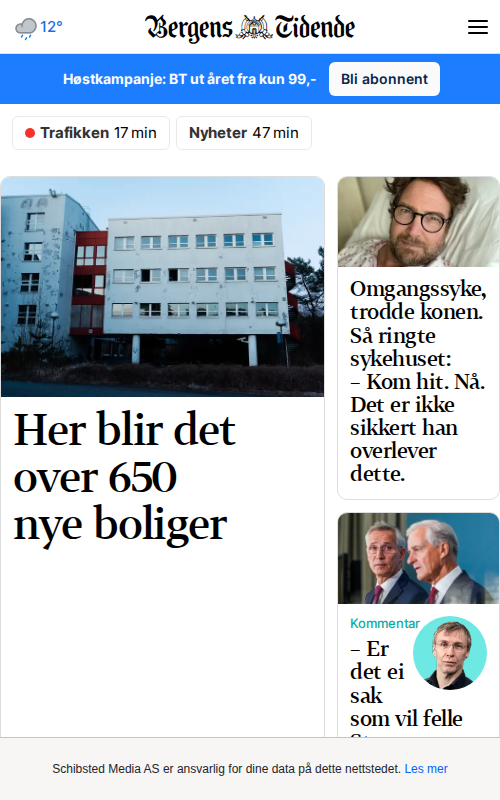 12°
Bergens Tidende
Høstkampanje: BT ut året fra kun 99,-
Bli abonnent
Trafikken 17 min
Nyheter 47 min
Her blir det
over 650
nye boliger
Omgangssyke,
trodde konen.
Så ringte
sykehuset:
– Kom hit. Nå.
Det er ikke
sikkert han
overlever
dette.
Kommentar
– Er
det ei
sak
som vil felle
Schibsted Media AS er ansvarlig for dine data på dette nettstedet. Les mer